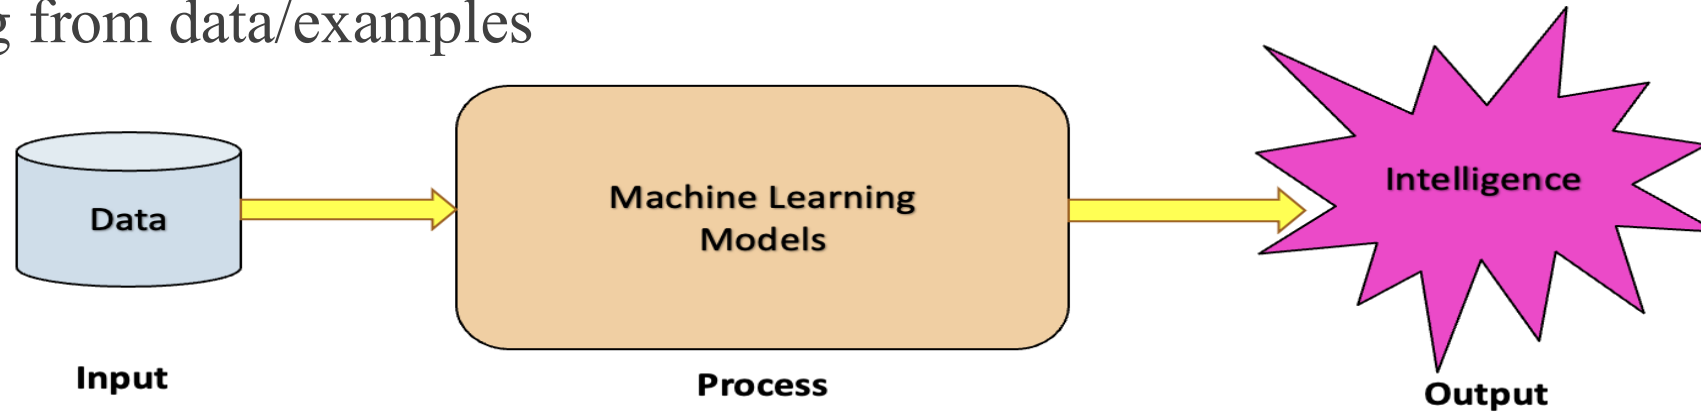 from data/examples
Data
Machine Learning
Models
Intelligence
Input
Process
Output